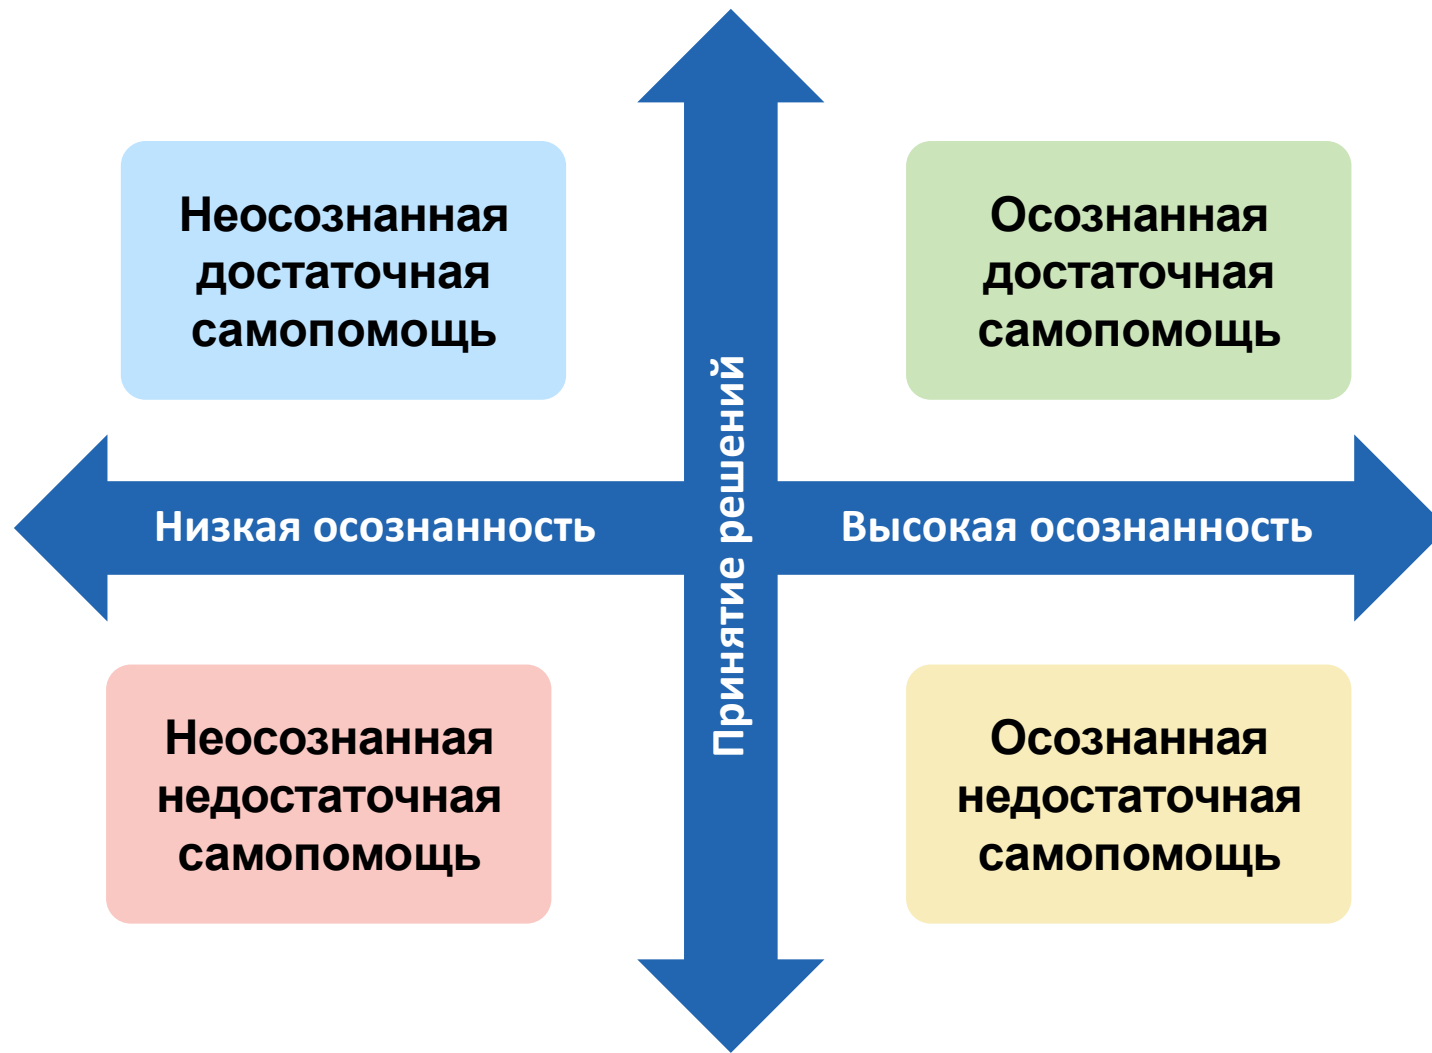 Неосознанная
достаточная
самопомощь
Осознанная
достаточная
самопомощь
Принятие решений
Низкая осознанность
Высокая осознанность
Неосознанная
недостаточная
самопомощь
Осознанная
недостаточная
самопомощь